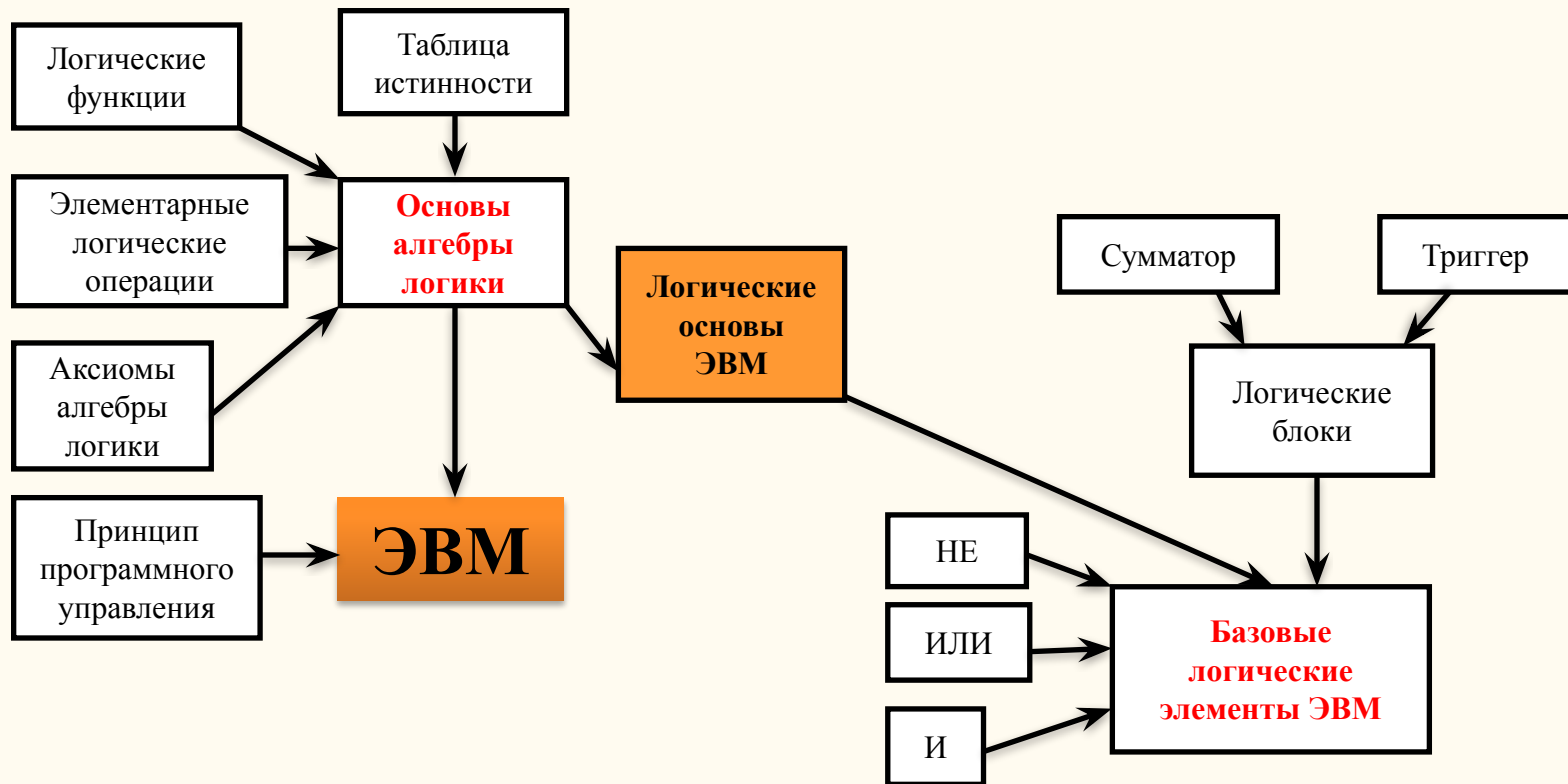 Логические
функции
Таблица
истинности
Элементарные
логические
операции
Основы
алгебры
логики
Аксиомы
алгебры
логики
Принцип
программного
управления
ЭВМ
Логические
основы
ЭВМ
Сумматор
Триггер
Логические
блоки
НЕ
ИЛИ
И
Базовые
логические
элементы ЭВМ